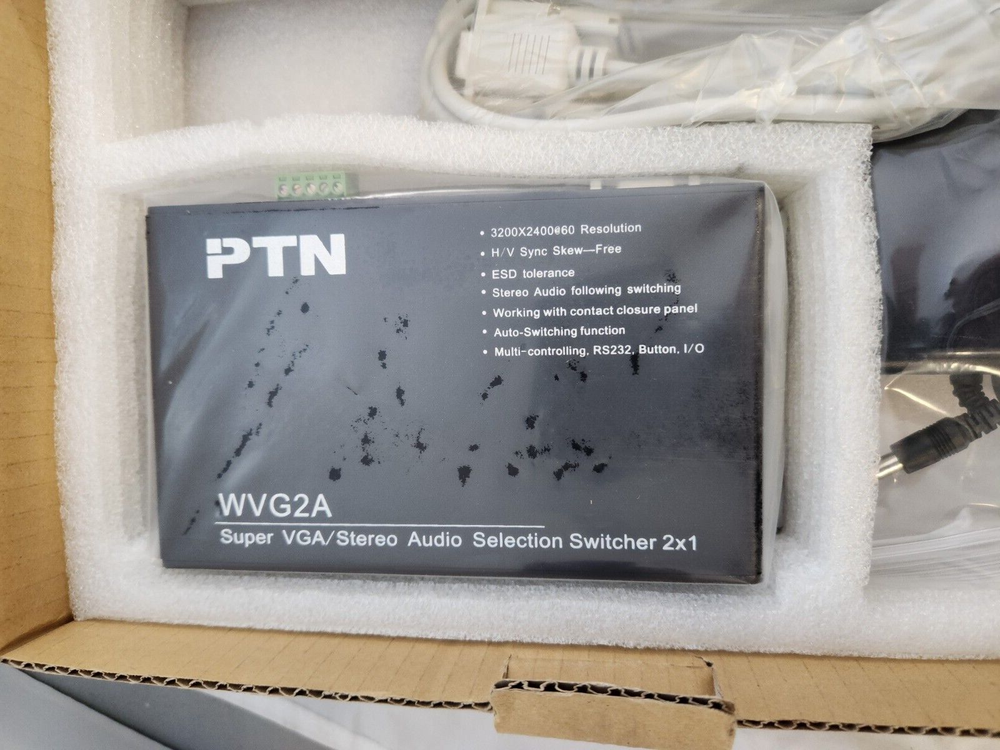 PTN
• 3200X2400@60 Resolution
• H/V Sync Skew—Free
• ESD tolerance
• Stereo Audio following switching
• Working with contact closure panel
• Auto-Switching function
• Multi-controlling, RS232, Button, I/O
WVG2A
Super VGA/Stereo Audio Selection Switcher 2x1